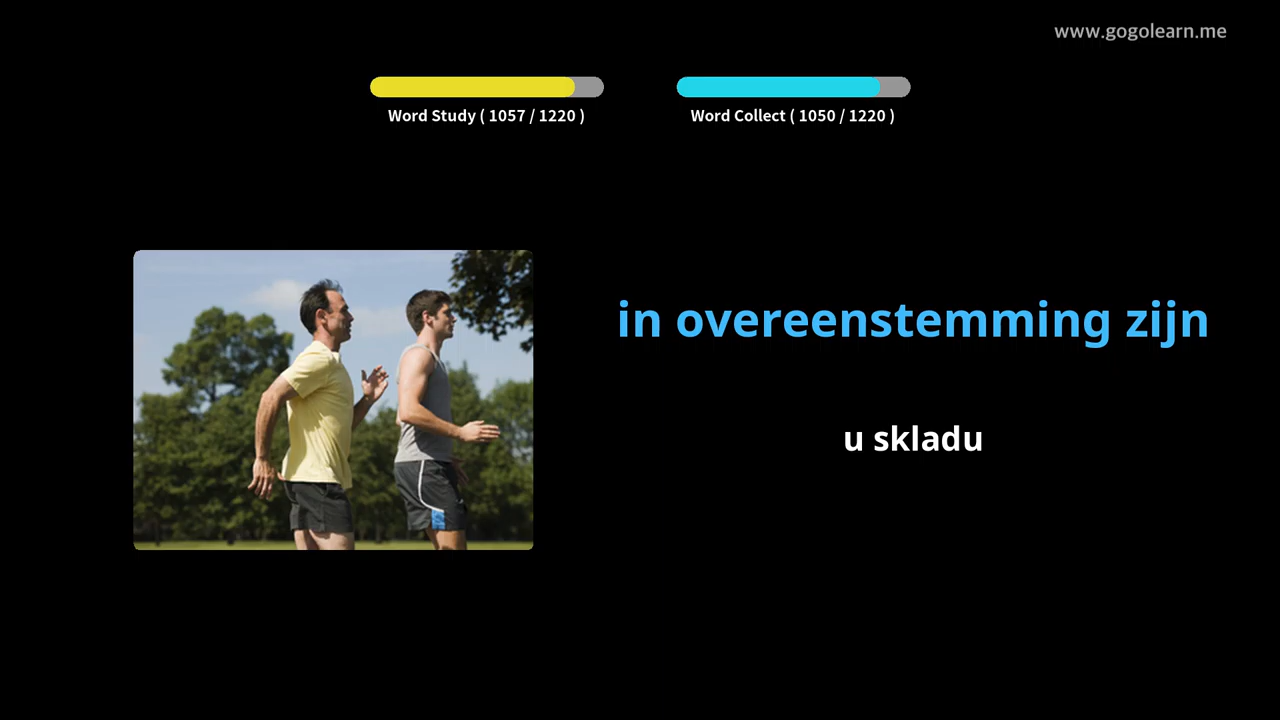 www.gogolearn.me
Word Study ( 1057 / 1220 )
Word Collect ( 1050 / 1220 )
in overeenstemming zijn
u skladu